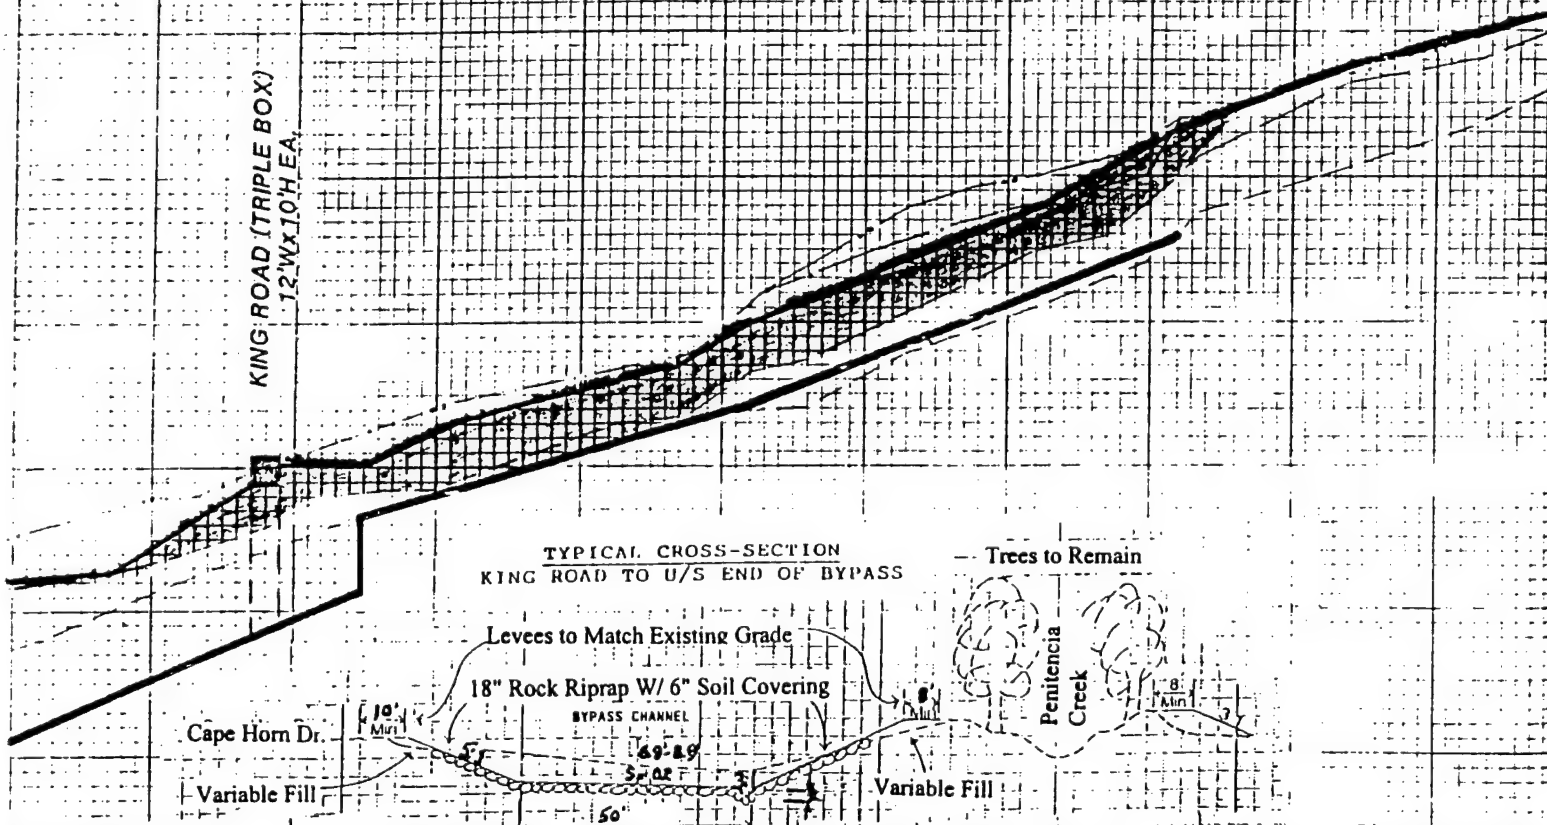 KING ROAD (TRIPLE BOX)
12'W x 10'H EA.
TYPICAL CROSS-SECTION
KING ROAD TO U/S END OF BYPASS
Trees to Remain
Levees to Match Existing Grade
18" Rock Riprap W/ 6" Soil Covering
BYPASS CHANNEL
Penitencia
Creek
10'
Min
8'
Min
8
Min
Cape Horn Dr.
Variable Fill
Variable Fill
50'